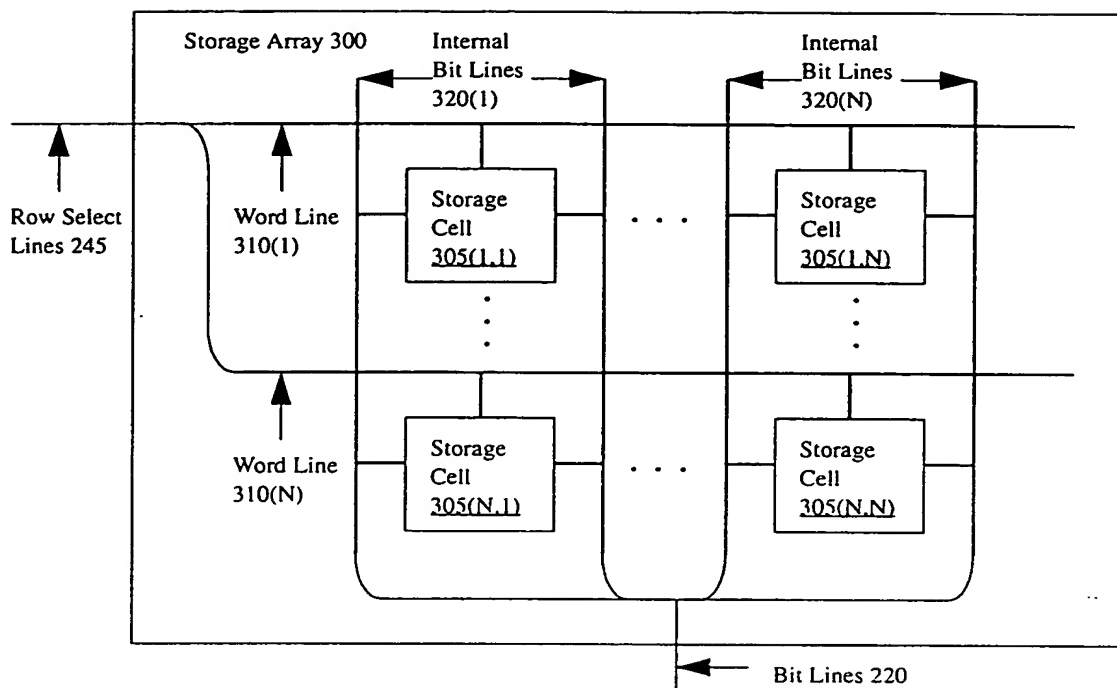 Storage Array 300
Internal
Bit Lines
320(1)
Internal
Bit Lines
320(N)
Row Select
Lines 245
Word Line
310(1)
Storage
Cell
305(1,1)
. . .
Storage
Cell
305(1,N)
Word Line
310(N)
Storage
Cell
305(N,1)
. . .
Storage
Cell
305(N,N)
Bit Lines 220